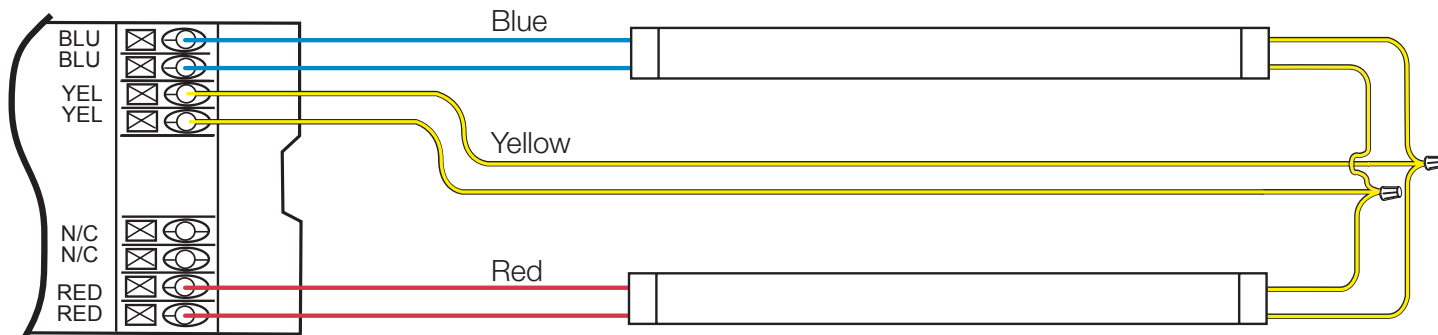 BLU
BLU
YEL
YEL
N/C
N/C
RED
RED
Blue
Yellow
Red